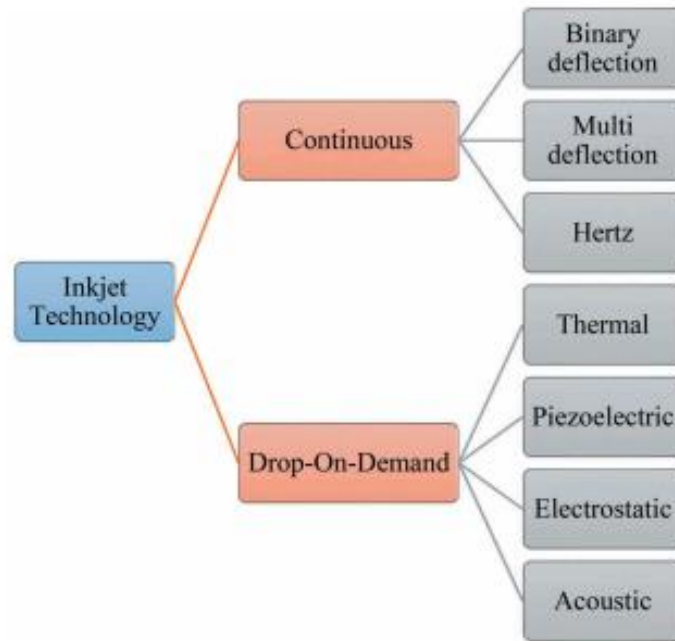 Inkjet
Technology
Continuous
Binary
deflection
Multi
deflection
Hertz
Drop-On-Demand
Thermal
Piezoelectric
Electrostatic
Acoustic